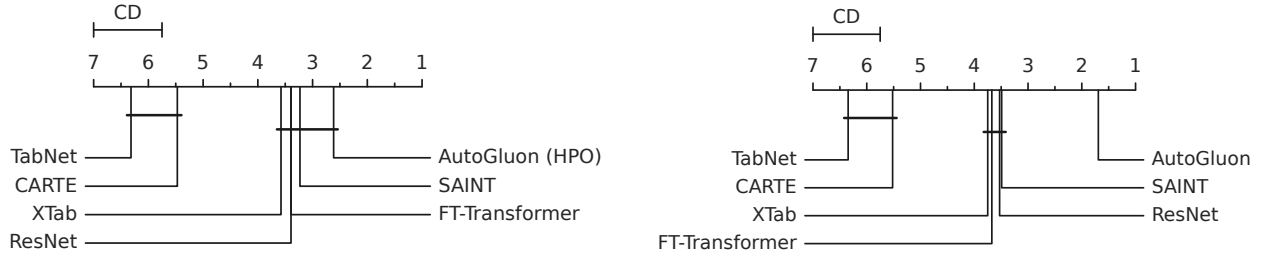 CD
7 6 5 4 3 2 1
TabNet
CARTE
XTab
ResNet
AutoGluon (HPO)
SAINT
FT-Transformer
CD
7 6 5 4 3 2 1
TabNet
CARTE
XTab
FT-Transformer
AutoGluon
SAINT
ResNet